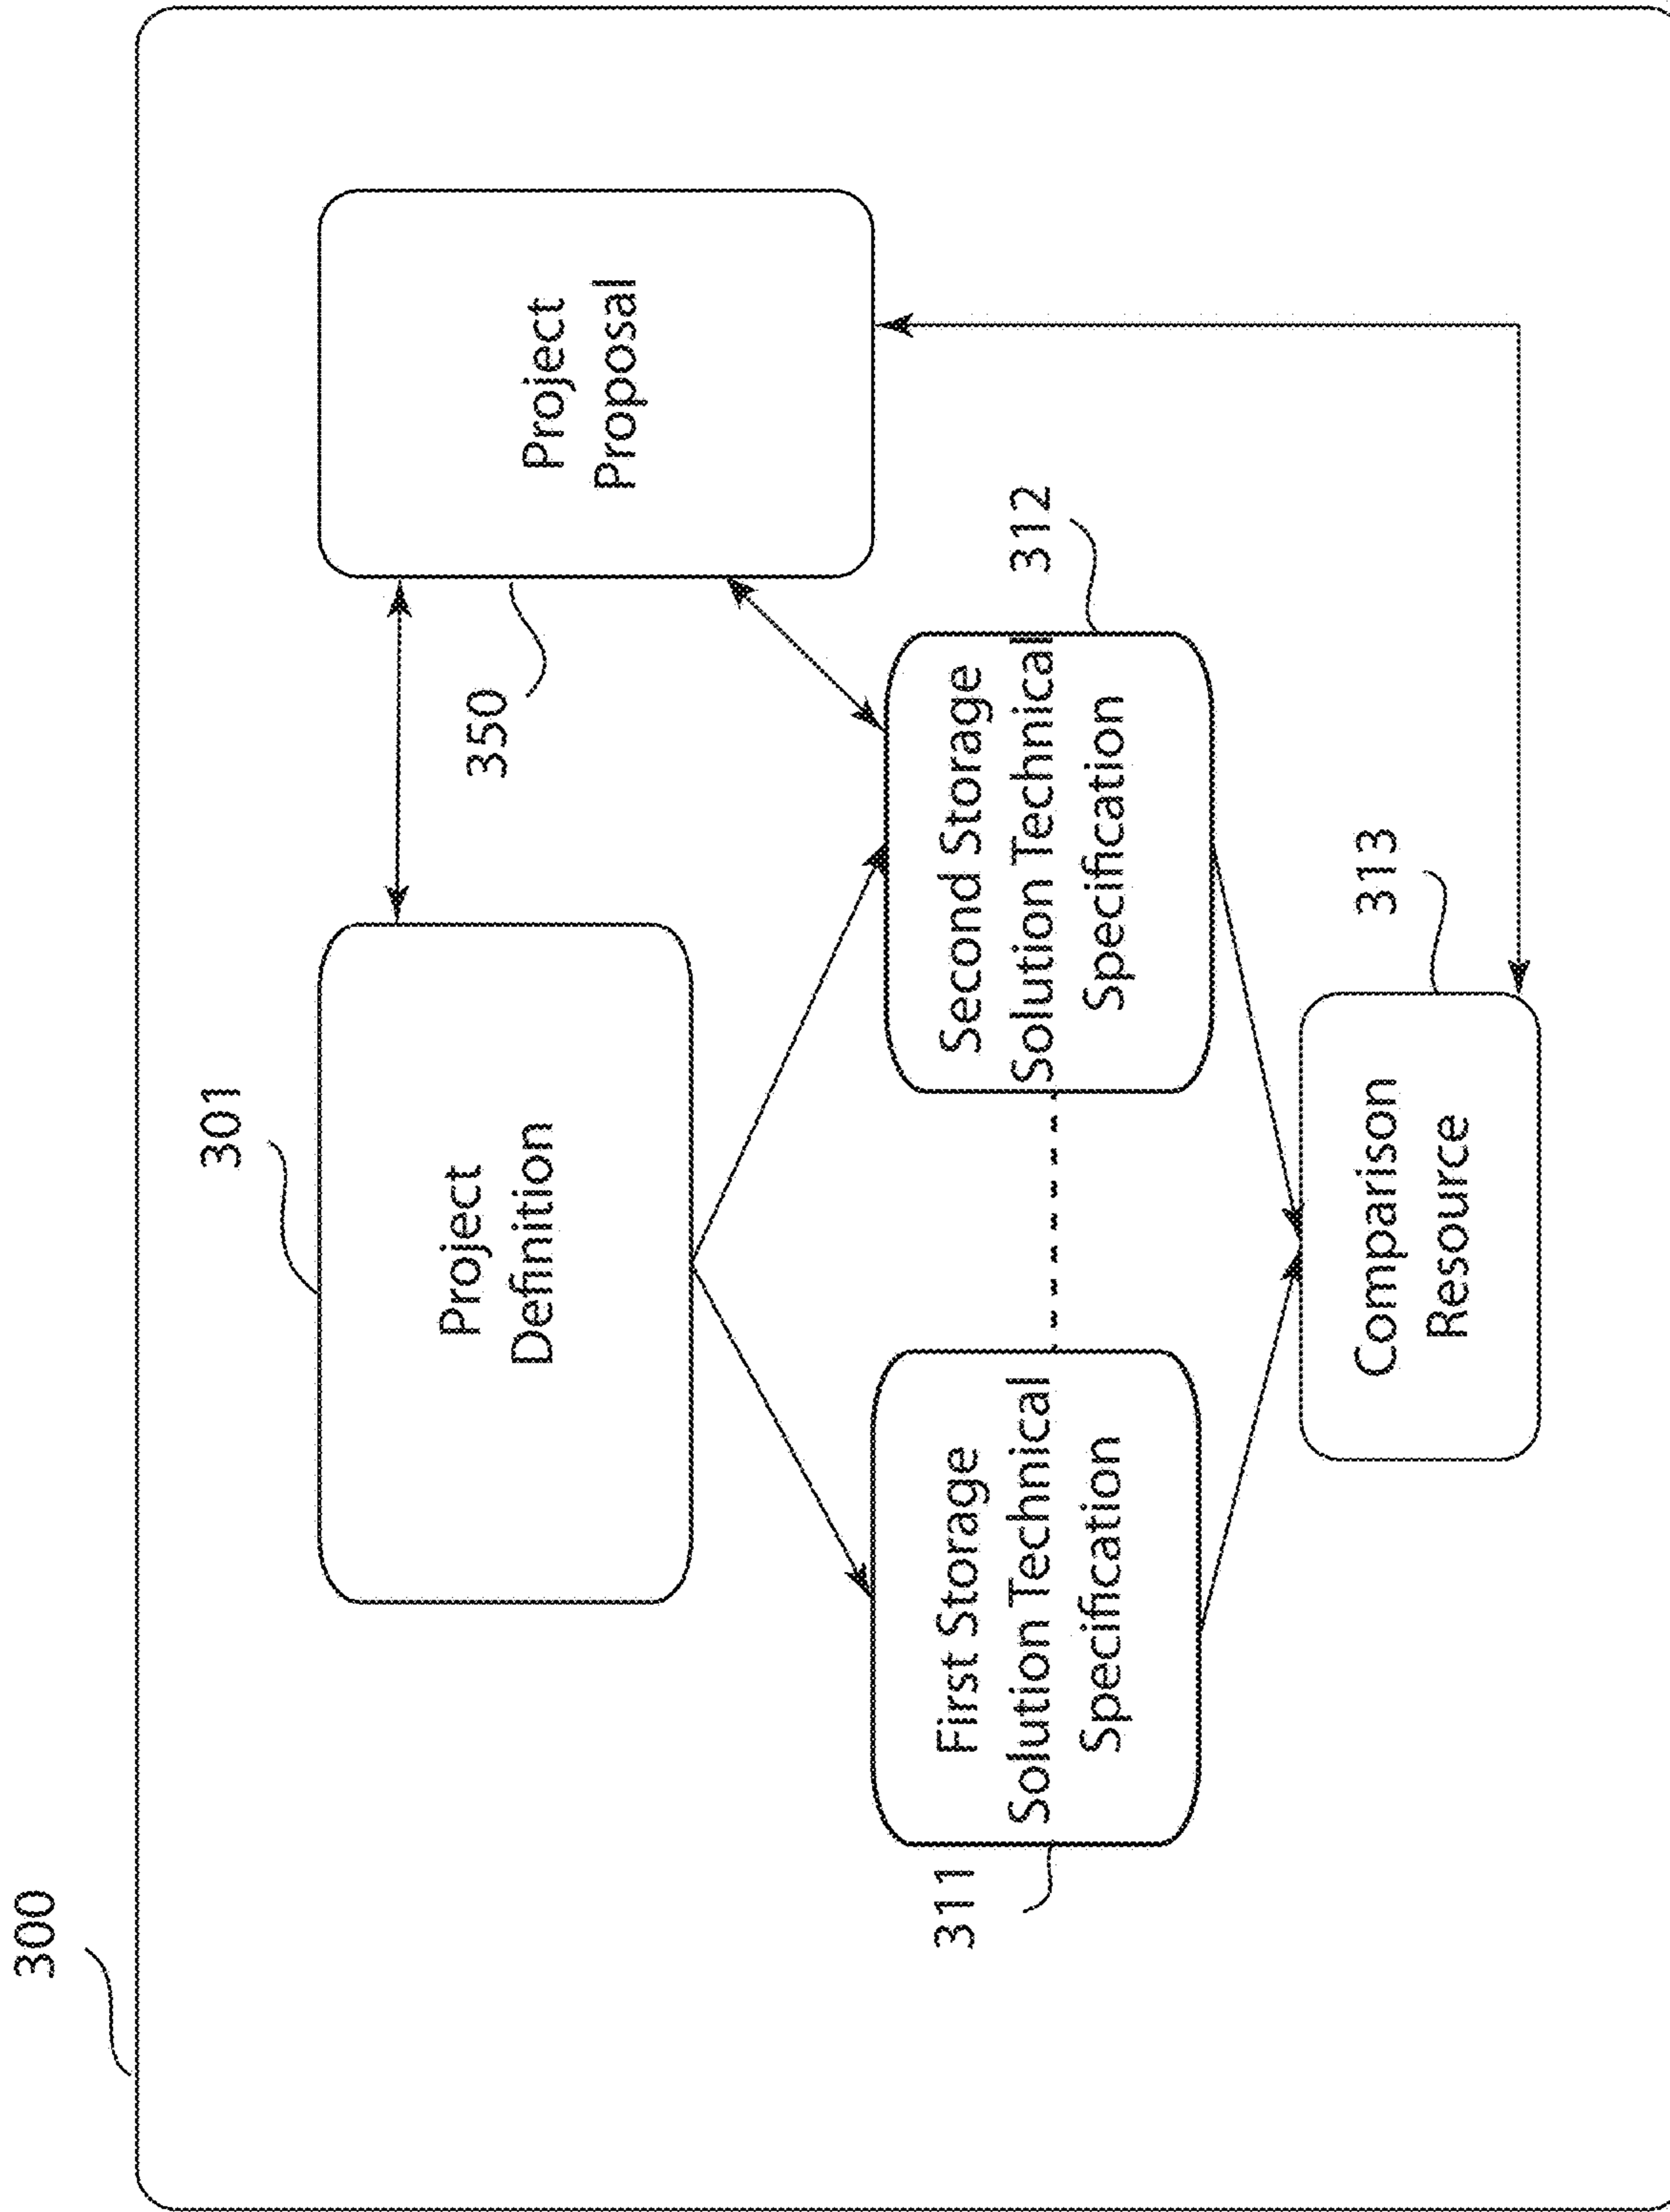 300
301
Project
Definition
350
Project
Proposal
311
First Storage
Solution Technical
Specification
312
Second Storage
Solution Technical
Specification
313
Comparison
Resource